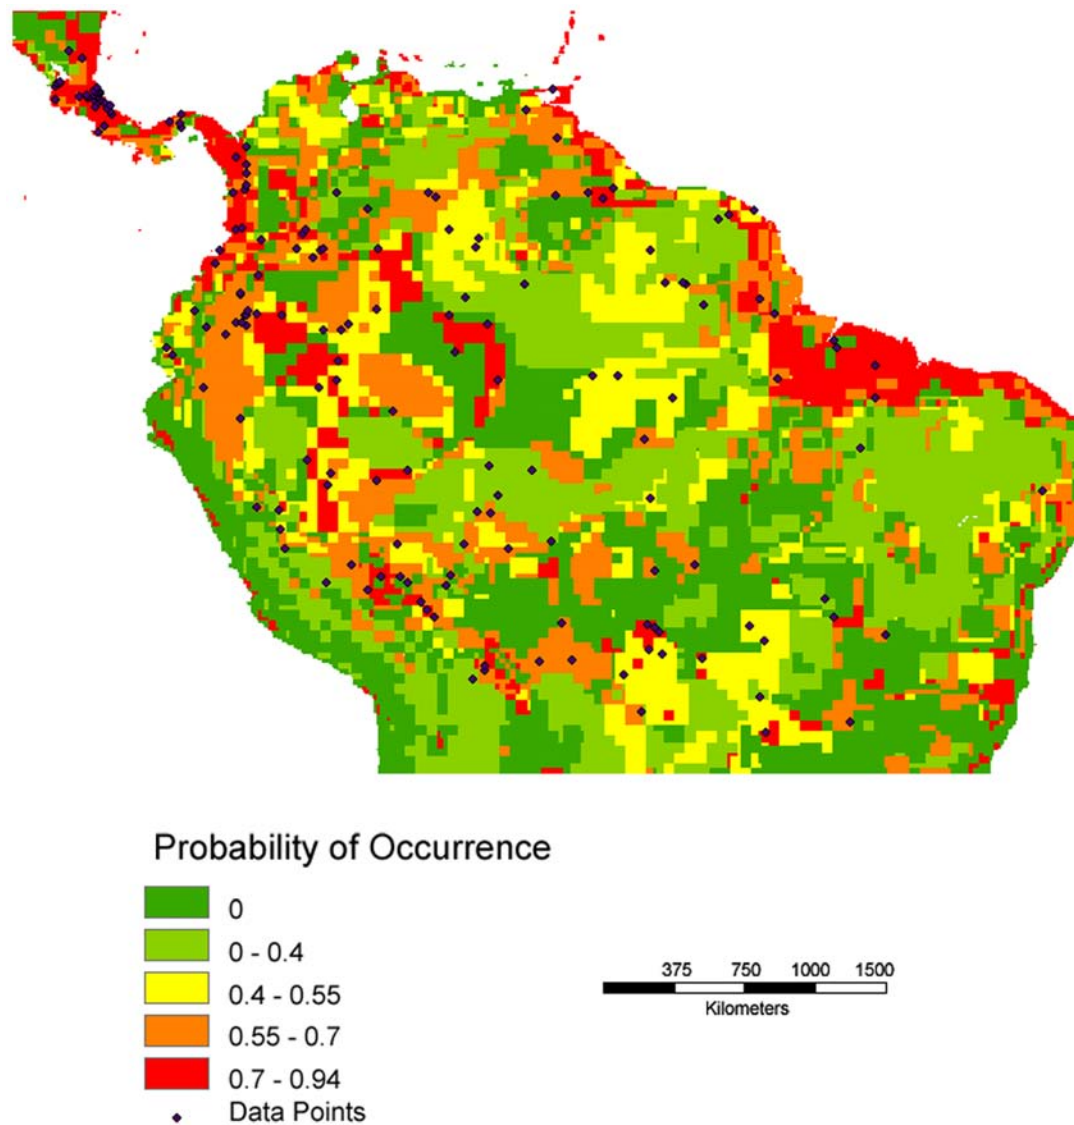 Probability of Occurrence
0
0 - 0.4
0.4 - 0.55
0.55 - 0.7
0.7 - 0.94
Data Points
375 750 1000 1500
Kilometers